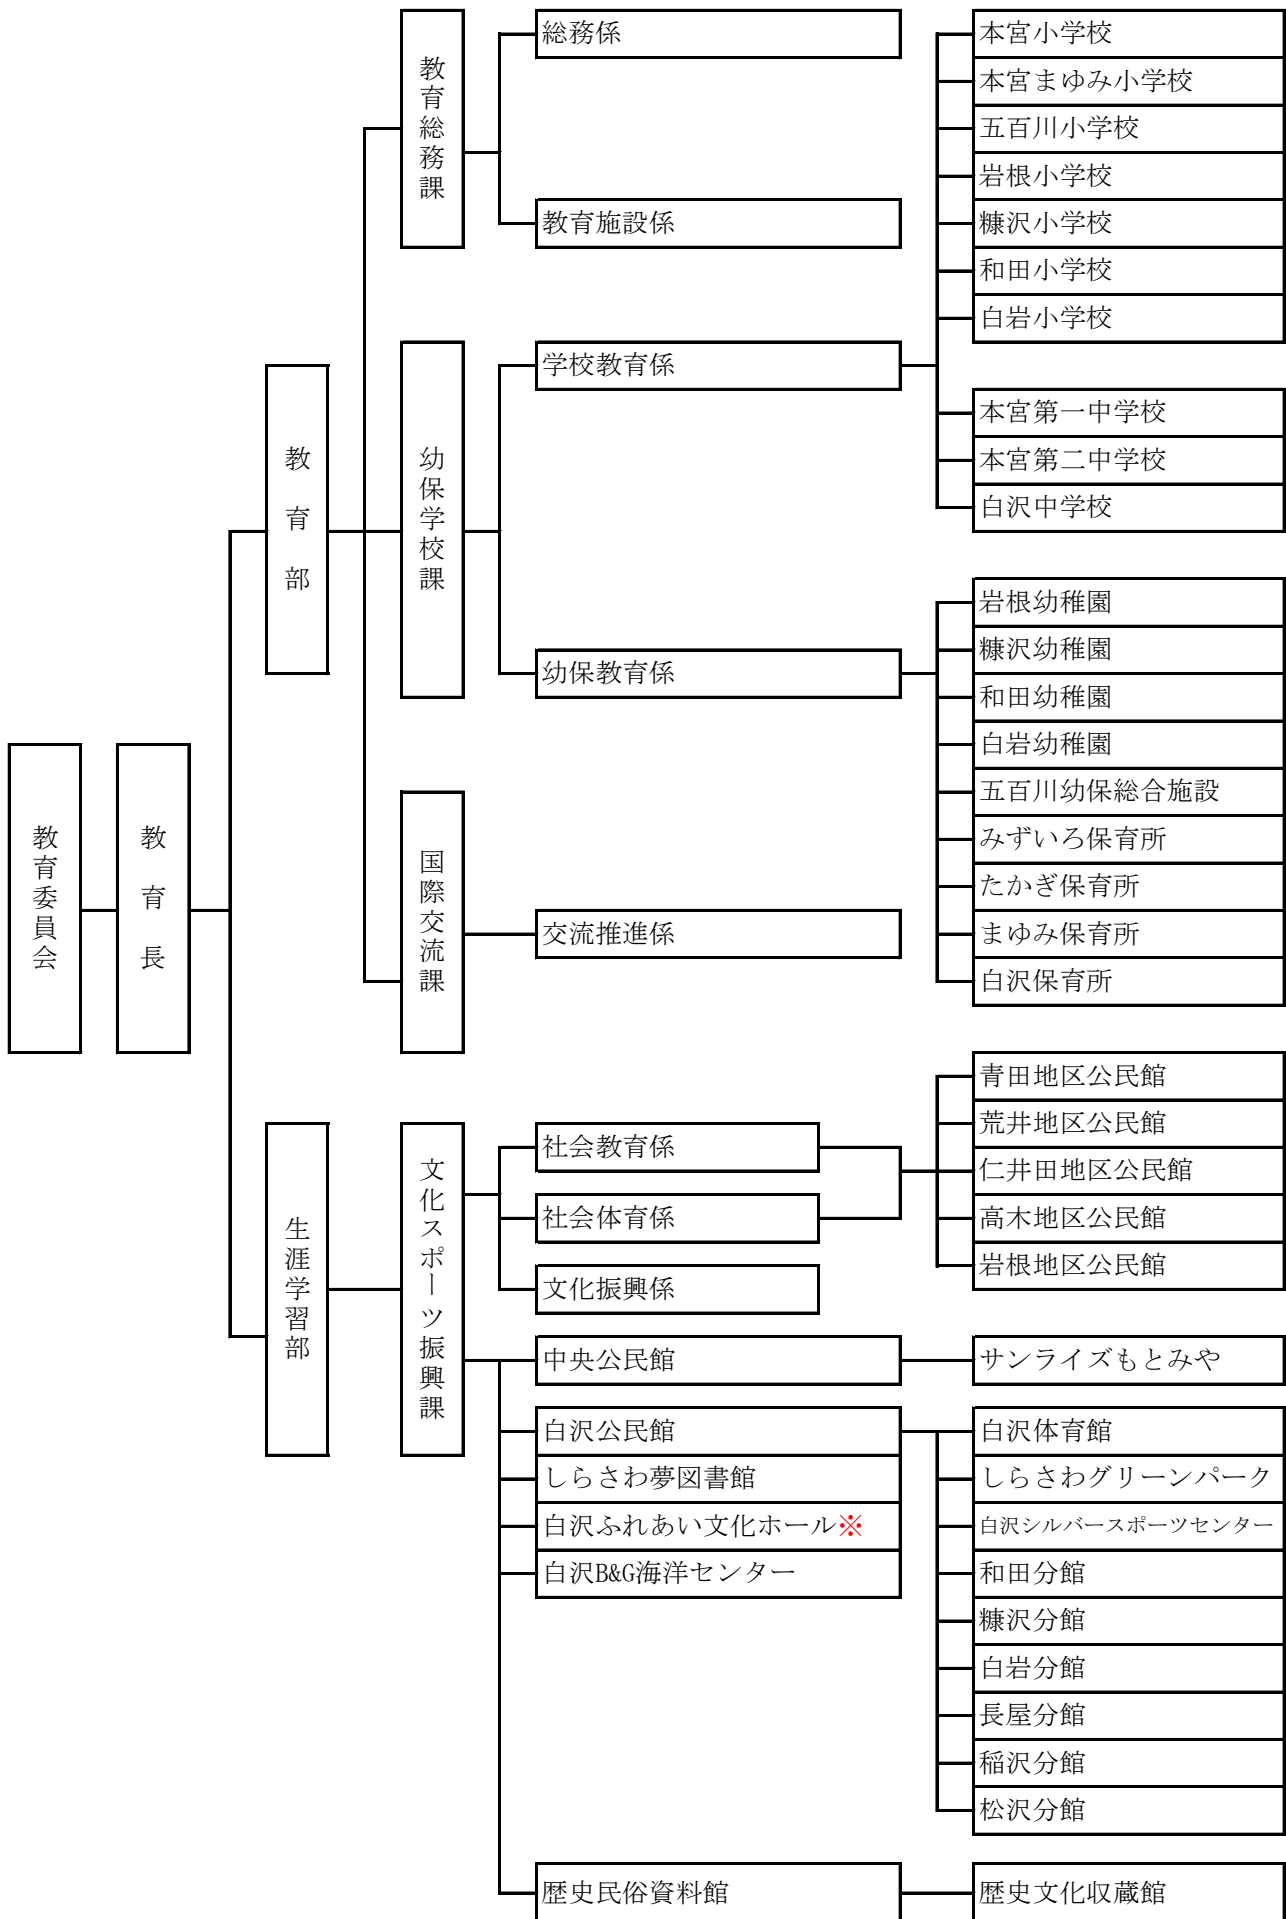 教育委員会
教育長
教育部
教育総務課
総務係
教育施設係
幼保学校課
学校教育係
本宮小学校
本宮まゆみ小学校
五百川小学校
岩根小学校
糠沢小学校
和田小学校
白岩小学校
本宮第一中学校
本宮第二中学校
白沢中学校
幼保教育係
岩根幼稚園
糠沢幼稚園
和田幼稚園
白岩幼稚園
五百川幼保総合施設
みずいろ保育所
たかぎ保育所
まゆみ保育所
白沢保育所
国際交流課
交流推進係
生涯学習部
文化スポーツ振興課
社会教育係
社会体育係
文化振興係
青田地区公民館
荒井地区公民館
仁井田地区公民館
高木地区公民館
岩根地区公民館
中央公民館
サンライズもとみや
白沢公民館
しらさわ夢図書館
白沢ふれあい文化ホール※
白沢B&G海洋センター
白沢体育館
しらさわグリーンパーク
白沢シルバースポーツセンター
和田分館
糠沢分館
白岩分館
長屋分館
稲沢分館
松沢分館
歴史民俗資料館
歴史文化収蔵館